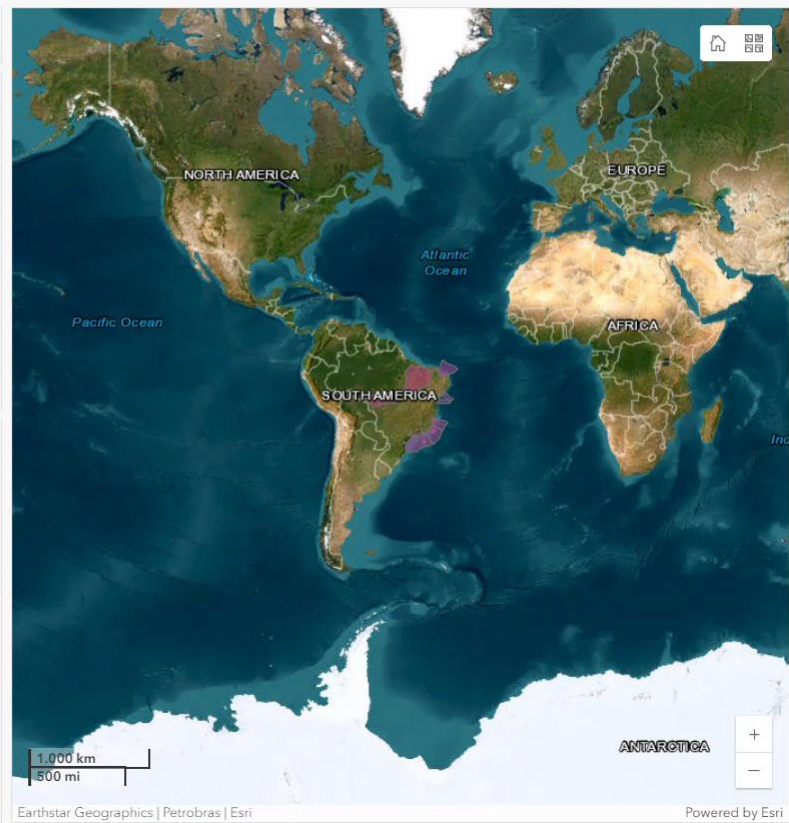 NORTH AMERICA
EUROPE
Atlantic
Ocean
Pacific Ocean
AFRICA
SOUTH AMERICA
Ind
ANTARCTICA
1.000 km
500 mi
+
−
Earthstar Geographics | Petrobras | Esri
Powered by Esri